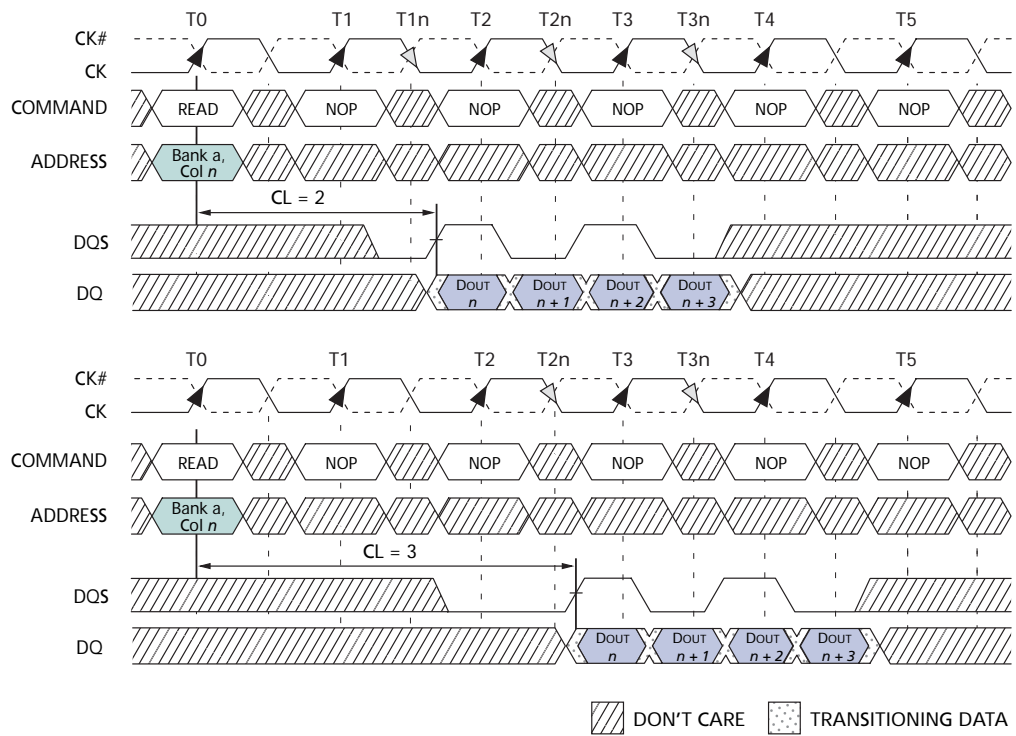 T0 T1 T1n T2 T2n T3 T3n T4 T5
CK#
CK
COMMAND READ NOP NOP NOP NOP NOP
ADDRESS Bank a,
Col n
CL = 2
DQS
DQ DOUT DOUT DOUT DOUT
n n + 1 n + 2 n + 3
T0 T1 T2 T2n T3 T3n T4 T5
CK#
CK
COMMAND READ NOP NOP NOP NOP NOP
ADDRESS Bank a,
Col n
CL = 3
DQS
DQ DOUT DOUT DOUT DOUT
n n + 1 n + 2 n + 3
DON'T CARE TRANSITIONING DATA